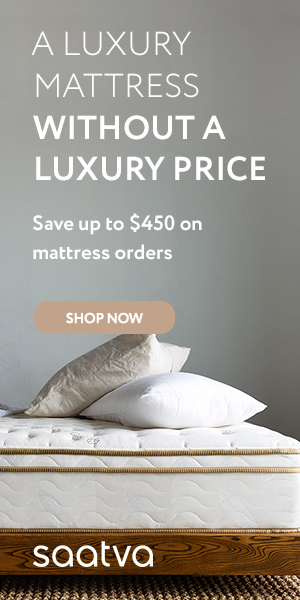 A LUXURY
MATTRESS
WITHOUT A
LUXURY PRICE
Save up to $450 on
mattress orders
SHOP NOW
saatva